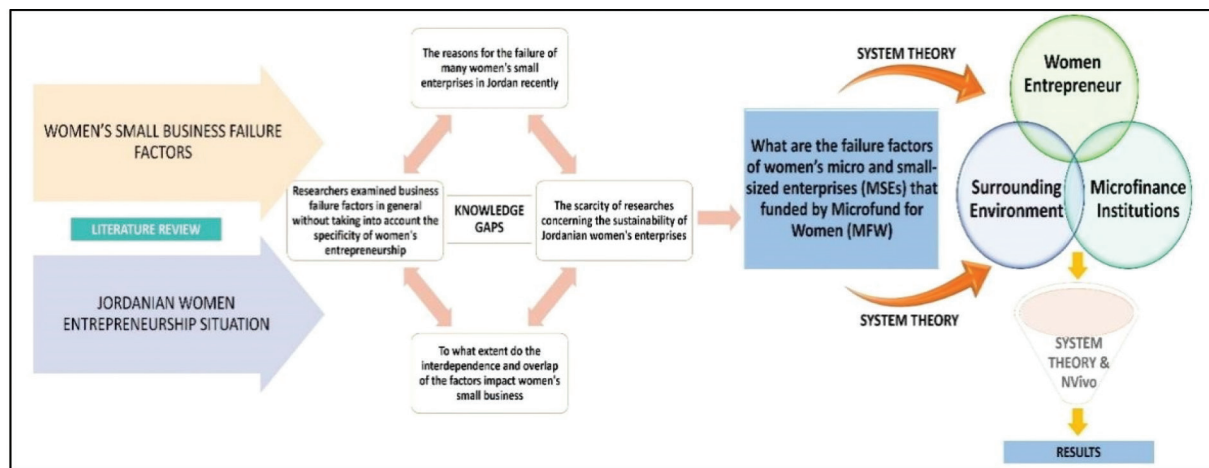 WOMEN'S SMALL BUSINESS FAILURE
FACTORS
LITERATURE REVIEW
JORDANIAN WOMEN
ENTREPRENEURSHIP SITUATION
The reasons for the failure of
many women's small
enterprises in Jordan recently
Researchers examined business
failure factors in general
without taking into account the
specificity of women's
entrepreneurship
KNOWLEDGE
GAPS
The scarcity of researches
concerning the sustainability of
Jordanian women's enterprises
To what extent do the
interdependence and overlap
of the factors impact women's
small business
What are the failure factors
of women's micro and small-
sized enterprises (MSEs) that
funded by Microfund for
Women (MFW)
SYSTEM THEORY
SYSTEM THEORY
Women
Entrepreneur
Surrounding
Environment
Microfinance
Institutions
SYSTEM
THEORY &
NVivo
RESULTS